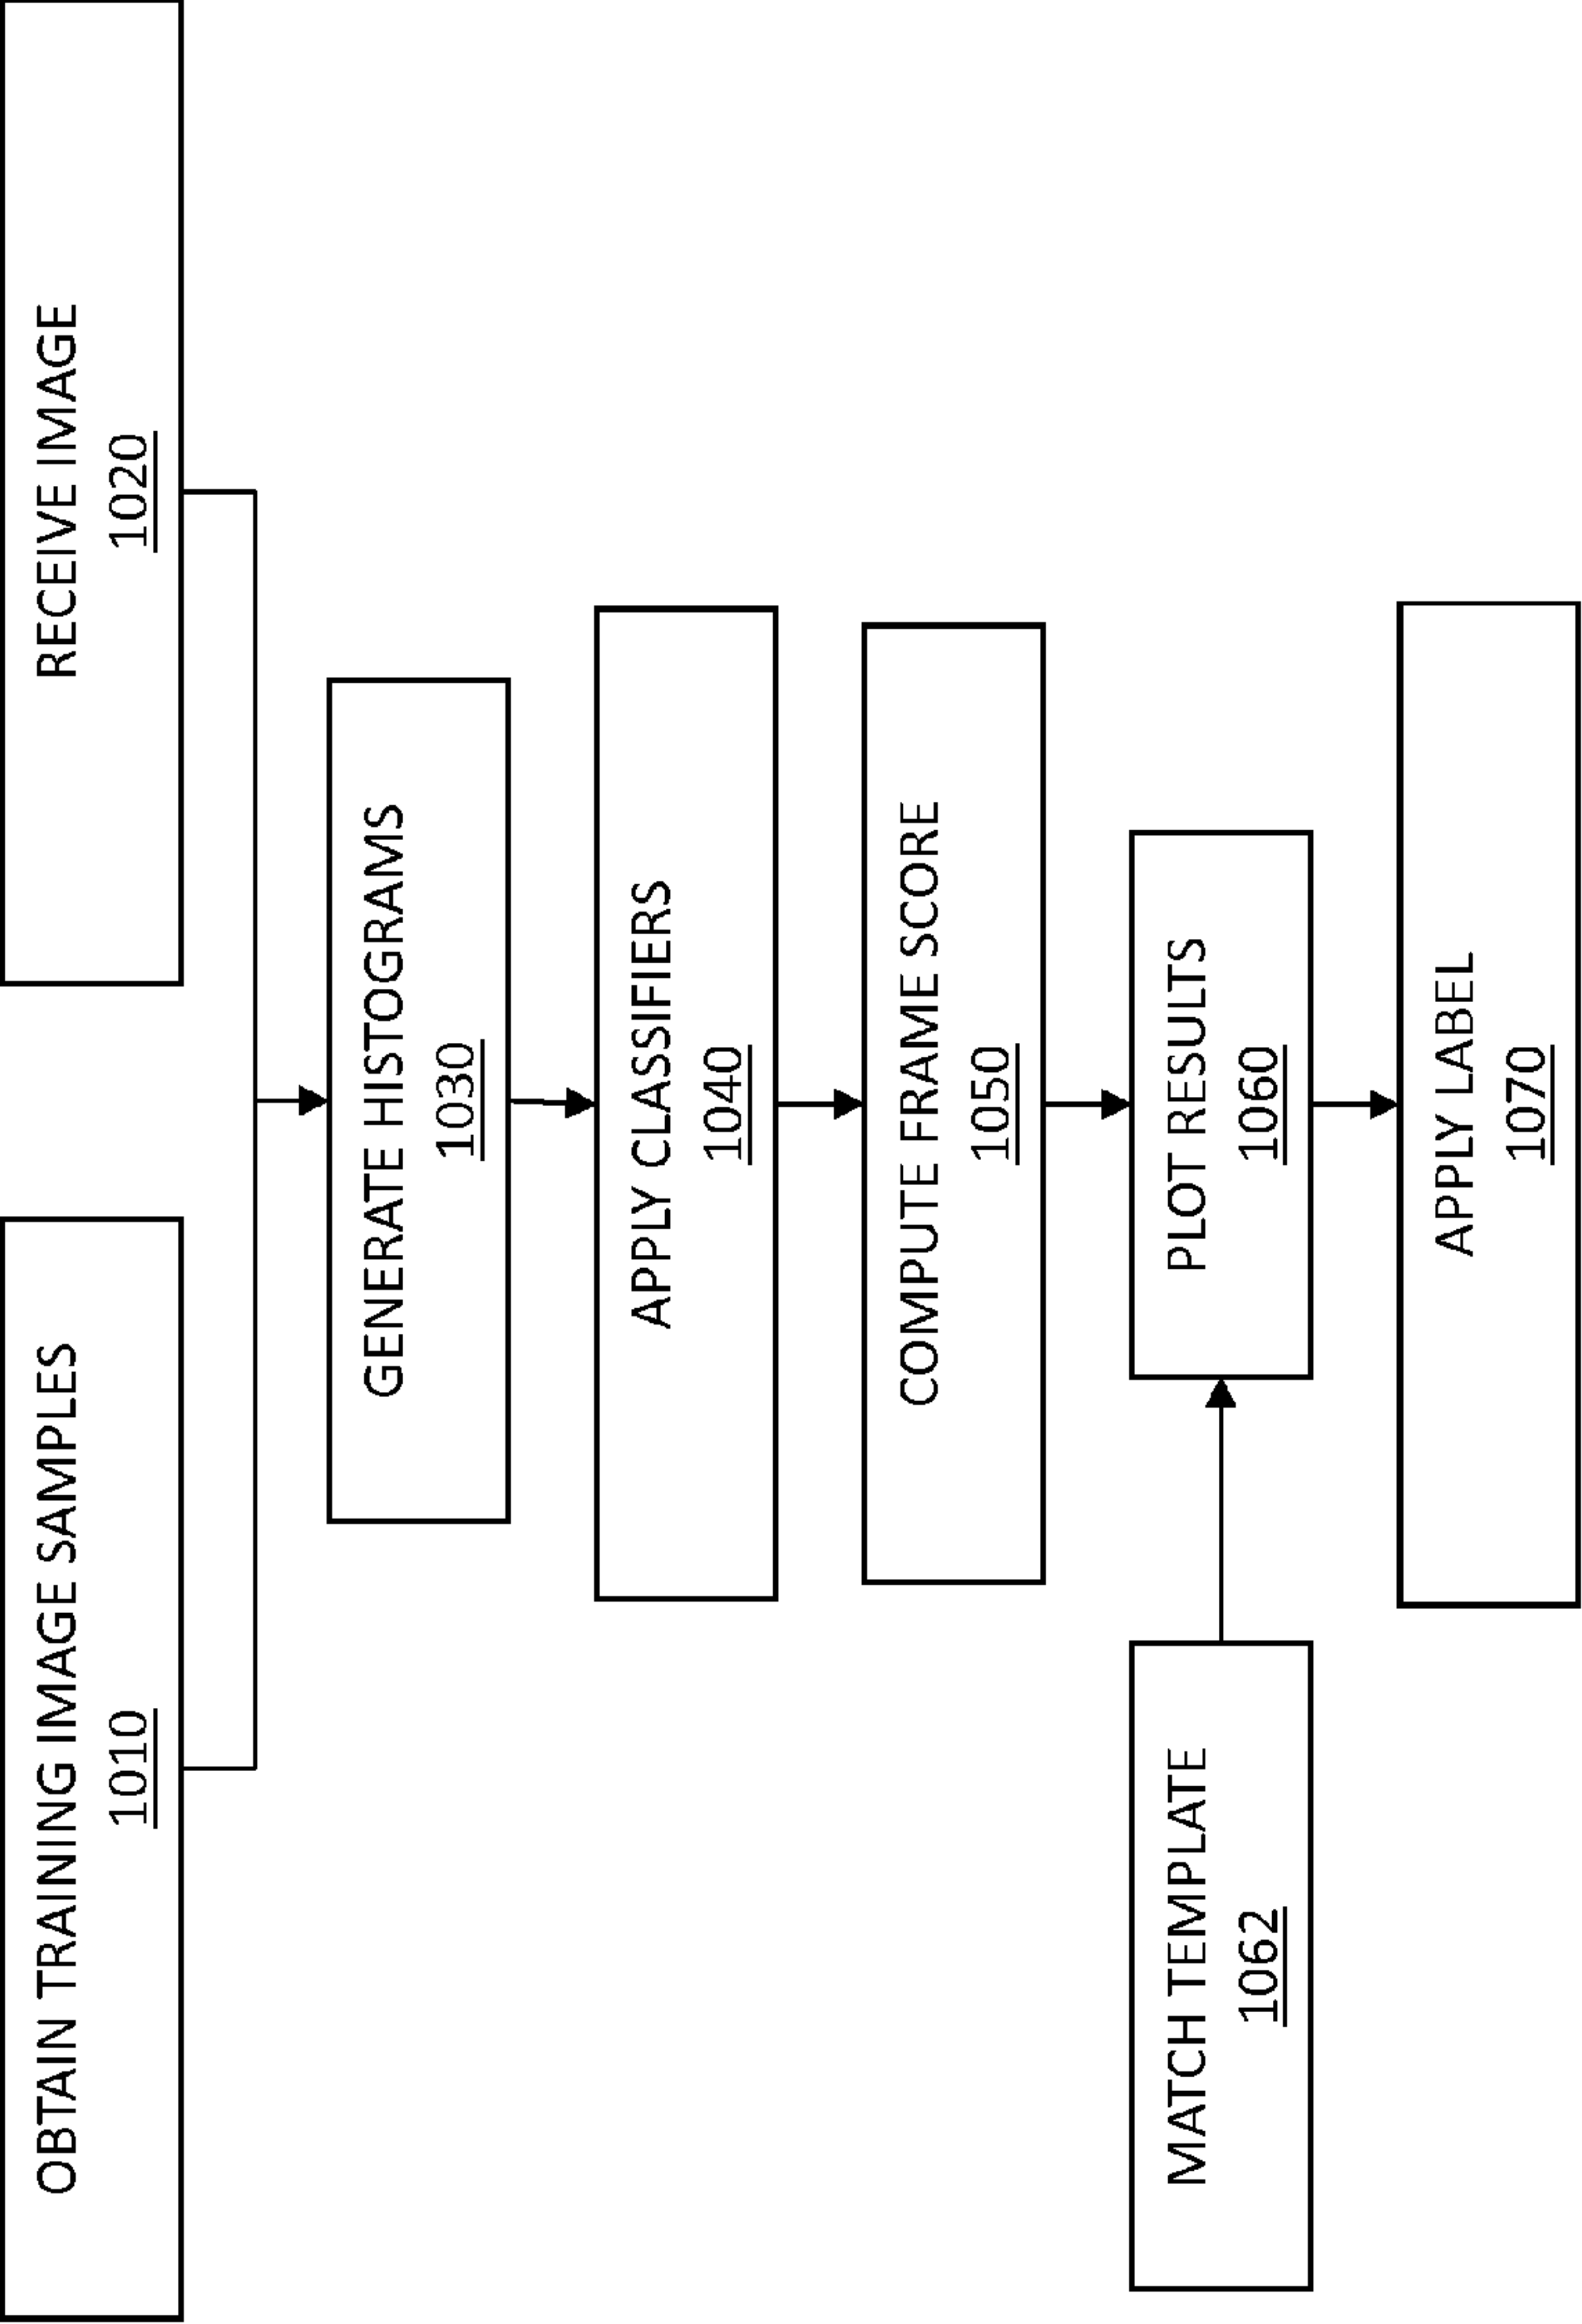 OBTAIN TRAINING IMAGE SAMPLES
1010
RECEIVE IMAGE
1020
GENERATE HISTOGRAMS
1030
APPLY CLASSIFIERS
1040
COMPUTE FRAME SCORE
1050
MATCH TEMPLATE
1062
PLOT RESULTS
1060
APPLY LABEL
1070